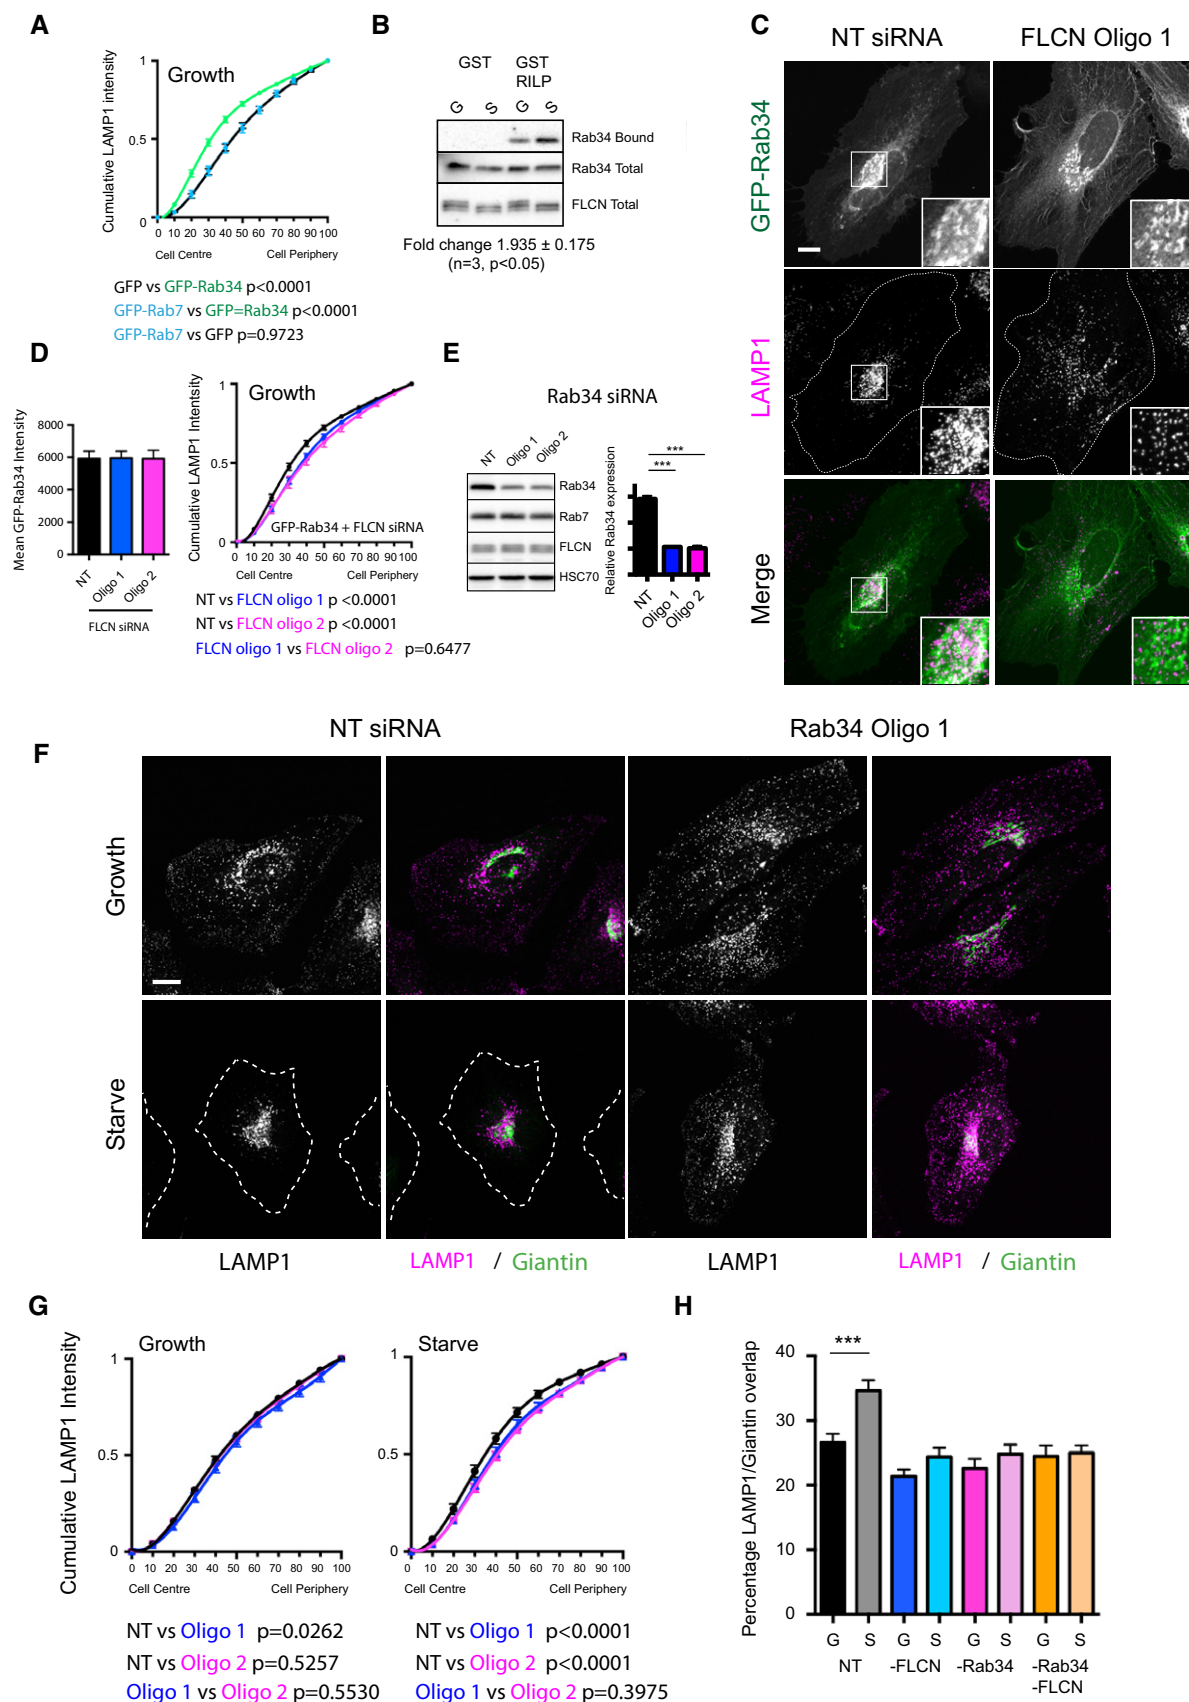 A
Growth
Cumulative LAMP1 intensity
1
0.5
0
0 10 20 30 40 50 60 70 80 90 100
Cell Centre Cell Periphery
GFP vs GFP-Rab34 p<0.0001
GFP-Rab7 vs GFP=Rab34 p<0.0001
GFP-Rab7 vs GFP p=0.9723
B
GST GST RILP
G S G S
Rab34 Bound
Rab34 Total
FLCN Total
Fold change 1.935 ± 0.175
(n=3, p<0.05)
C
NT siRNA FLCN Oligo 1
GFP-Rab34
LAMP1
Merge
D
Mean GFP-Rab34 Intensity
8000
6000
4000
2000
0
NT Oligo 1 Oligo 2
FLCN siRNA
Growth
Cumulative LAMP1 Intensity
1
0.5
0
GFP-Rab34 + FLCN siRNA
0 10 20 30 40 50 60 70 80 90 100
Cell Centre Cell Periphery
NT vs FLCN oligo 1 p <0.0001
NT vs FLCN oligo 2 p <0.0001
FLCN oligo 1 vs FLCN oligo 2 p=0.6477
E
Rab34 siRNA
NT Oligo 1 Oligo 2
Rab34
Rab7
FLCN
HSC70
Relative Rab34 expression
***
***
NT Oligo 1 Oligo 2
F
NT siRNA Rab34 Oligo 1
Growth
Starve
LAMP1 LAMP1 / Giantin LAMP1 LAMP1 / Giantin
G
Cumulative LAMP1 Intensity
Growth
1
0.5
0
0 10 20 30 40 50 60 70 80 90 100
Cell Centre Cell Periphery
NT vs Oligo 1 p=0.0262
NT vs Oligo 2 p=0.5257
Oligo 1 vs Oligo 2 p=0.5530
Starve
1
0.5
0
0 10 20 30 40 50 60 70 80 90 100
Cell Centre Cell Periphery
NT vs Oligo 1 p<0.0001
NT vs Oligo 2 p<0.0001
Oligo 1 vs Oligo 2 p=0.3975
H
Percentage LAMP1/Giantin overlap
***
40
30
20
10
0
G S G S G S G S
NT -FLCN -Rab34 -Rab34
-FLCN